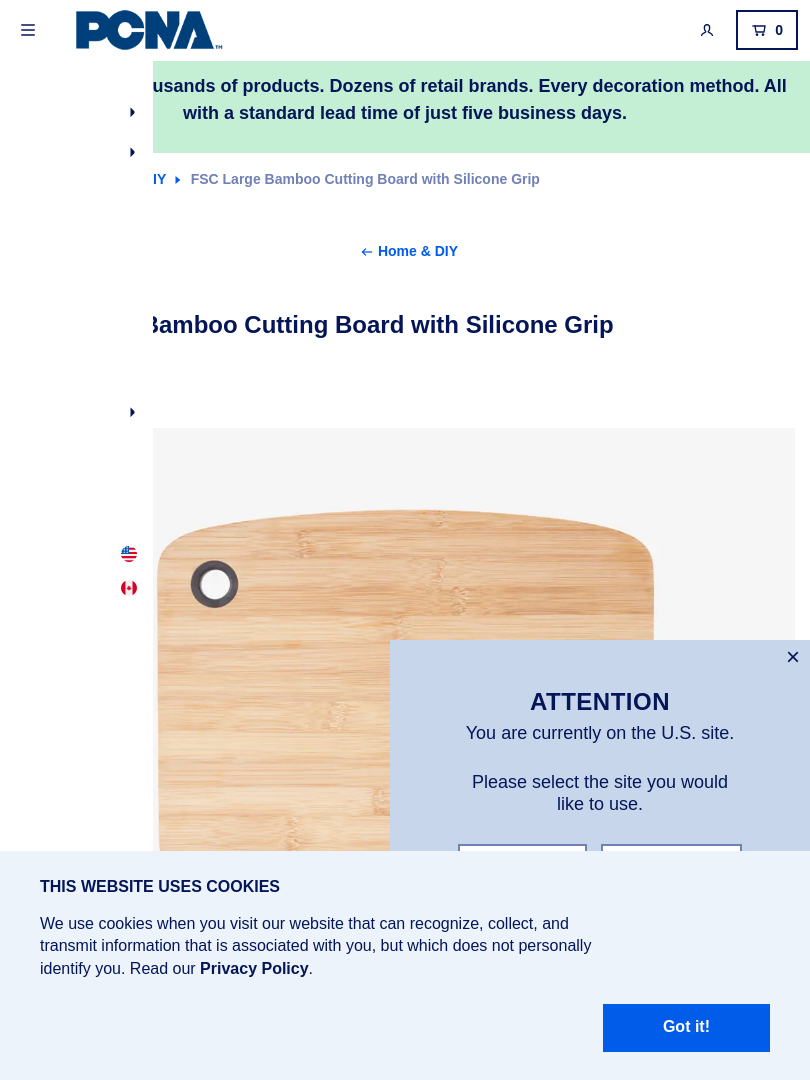 PCNA™
0
usands of products. Dozens of retail brands. Every decoration method. All
with a standard lead time of just five business days.
IY FSC Large Bamboo Cutting Board with Silicone Grip
← Home & DIY
Bamboo Cutting Board with Silicone Grip
×
ATTENTION
You are currently on the U.S. site.
Please select the site you would
like to use.
THIS WEBSITE USES COOKIES
We use cookies when you visit our website that can recognize, collect, and
transmit information that is associated with you, but which does not personally
identify you. Read our Privacy Policy.
Got it!